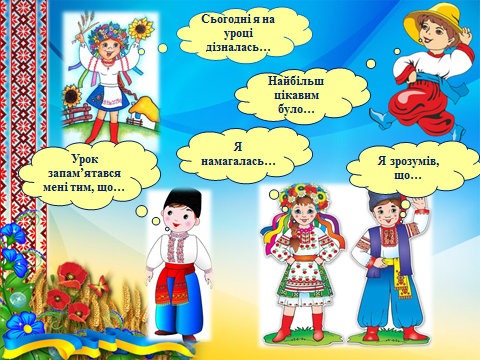 Сьогодні я на
уроці
дізналась…
Найбільш
цікавим
було…
Я
намагалась…
Урок
запам’ятався
мені тим, що…
Я зрозумів,
що…